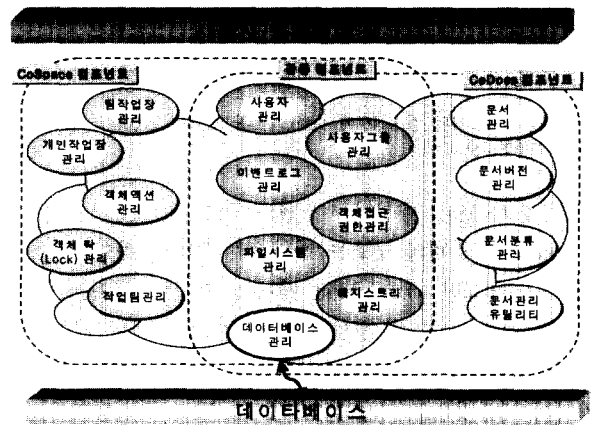 CoSpace 컴포넌트
공통 컴포넌트
CoDocs 컴포넌트
팀작업장
관리
사용자
관리
문서
관리
개인작업장
관리
사용자그룹
관리
이벤트로그
관리
문서버전
관리
객체액션
관리
객체접근
권한관리
객체 락
(Lock) 관리
파일시스템
관리
문서분류
관리
작업팀관리
레지스트리
관리
문서관리
유틸리티
데이터베이스
관리
데이타베이스